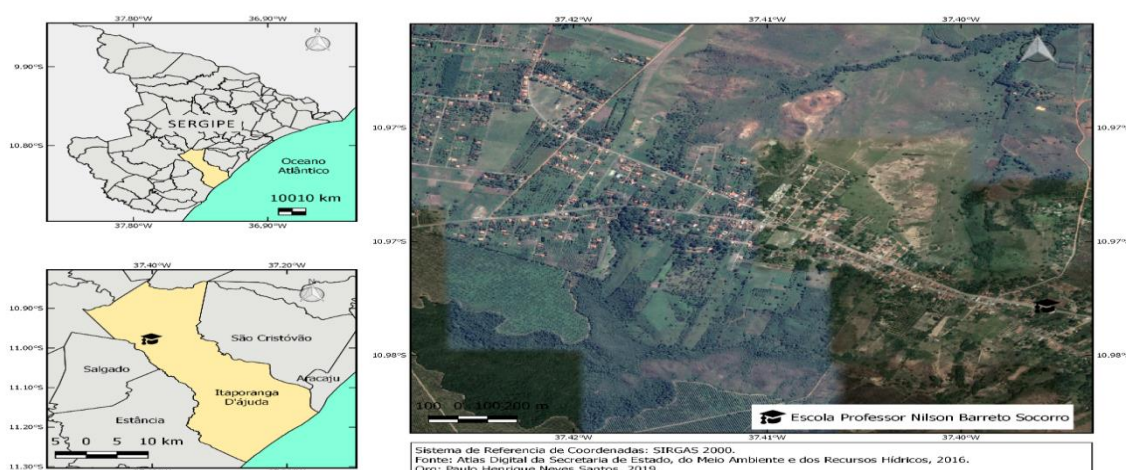 37.80°W 36.90°W
N
9.90°S
SERGIPE
10.80°S
Oceano
Atlântico
10010 km
37.80°W 36.90°W
37.40°W 37.20°W
N
10.90°S
São Cristóvão
11.00°S
Salgado
Aracaju
11.10°S
Itaporanga
D'ájuda
Estância
11.20°S
5 0 5 10 km
11.30°S
37.42°W 37.41°W 37.40°W
N
10.97°S 10.97°S
10.97°S 10.97°S
10.98°S 10.98°S
100 0 100 200 m
Escola Professor Nilson Barreto Socorro
37.42°W 37.41°W 37.40°W
Sistema de Referencia de Coordenadas: SIRGAS 2000.
Fonte: Atlas Digital da Secretaria de Estado, do Meio Ambiente e dos Recursos Hídricos, 2016.
Org: Paulo Henrique Neves Santos, 2019